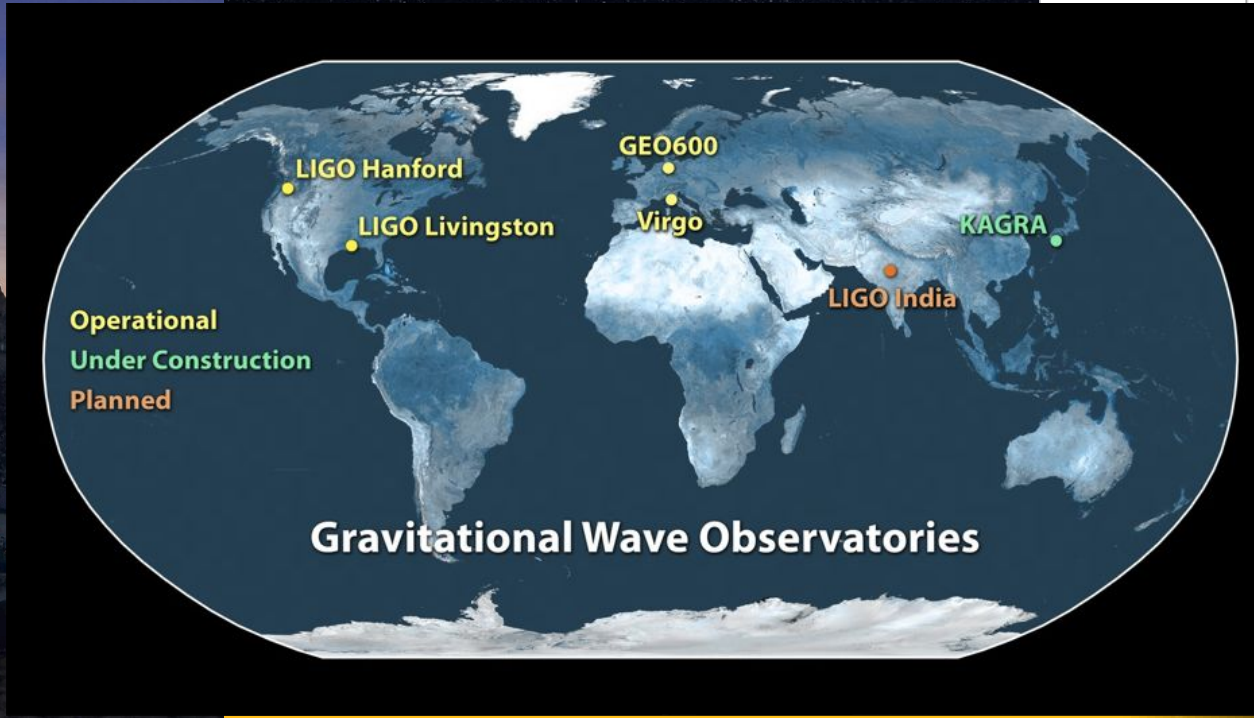 GEO600
LIGO Hanford
Virgo
LIGO Livingston
KAGRA
LIGO India
Operational
Under Construction
Planned
Gravitational Wave Observatories